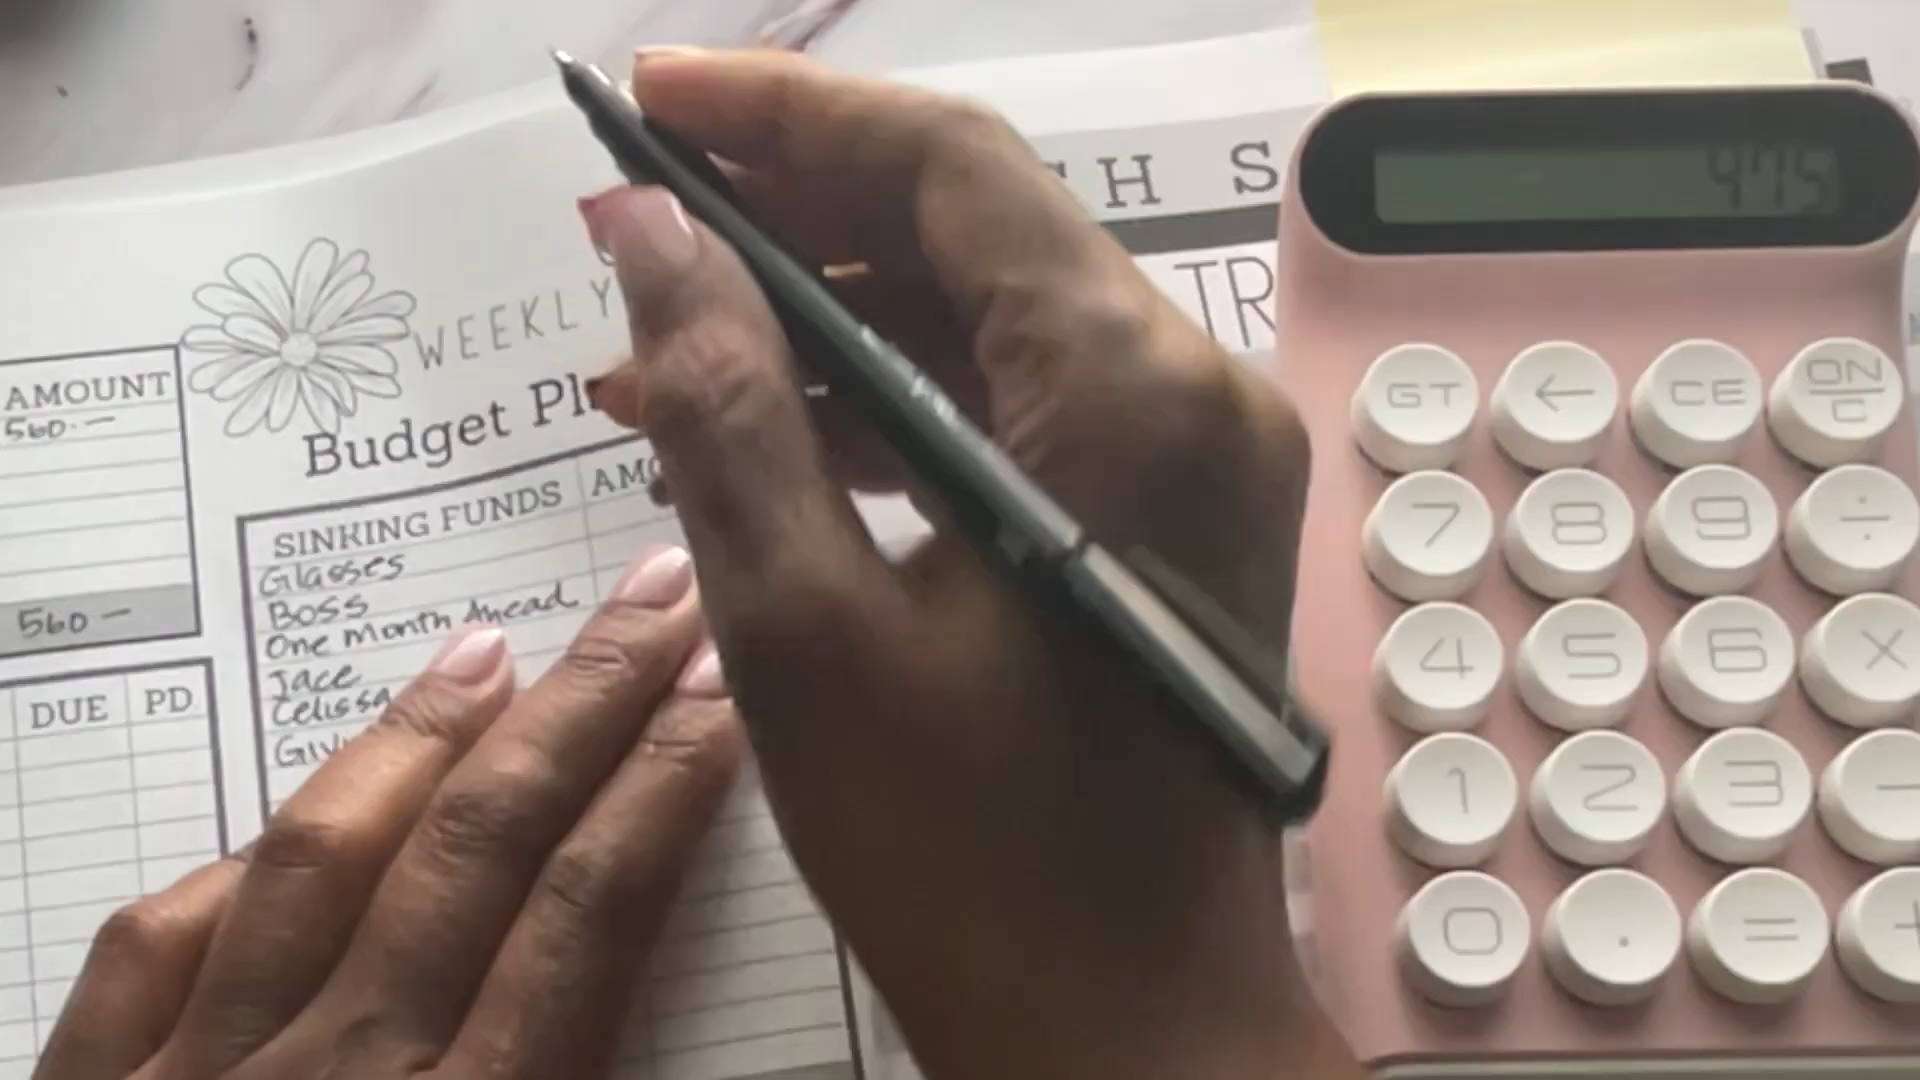 H S
475
TR
WEEKLY
Budget Pl
AMOUNT
560.—
560 —
DUE PD
SINKING FUNDS AMO
Glasses
Boss
One Month Ahead
Jace
Celissa
Giv
GT ← CE ON/C
7 8 9 ÷
4 5 6 ×
1 2 3 −
0 . = +